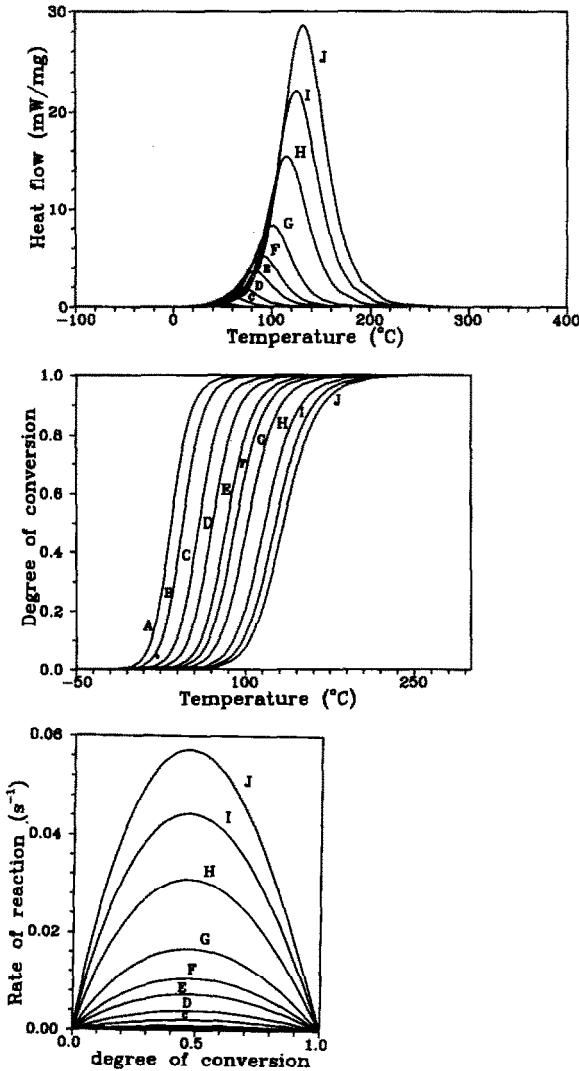 30
20
10
0
Heat flow (mW/mg)
J
I
H
G
F
E
D
C
-100 0 100 200 300 400
Temperature (°C)
1.0
0.8
0.6
0.4
0.2
0.0
Degree of conversion
A
B
C
D
E
F
G
H
I
J
-50 100 250
Temperature (°C)
0.06
0.04
0.02
0.00
Rate of reaction (s⁻¹)
J
I
H
G
F
E
D
c
0.0 0.5 1.0
degree of conversion